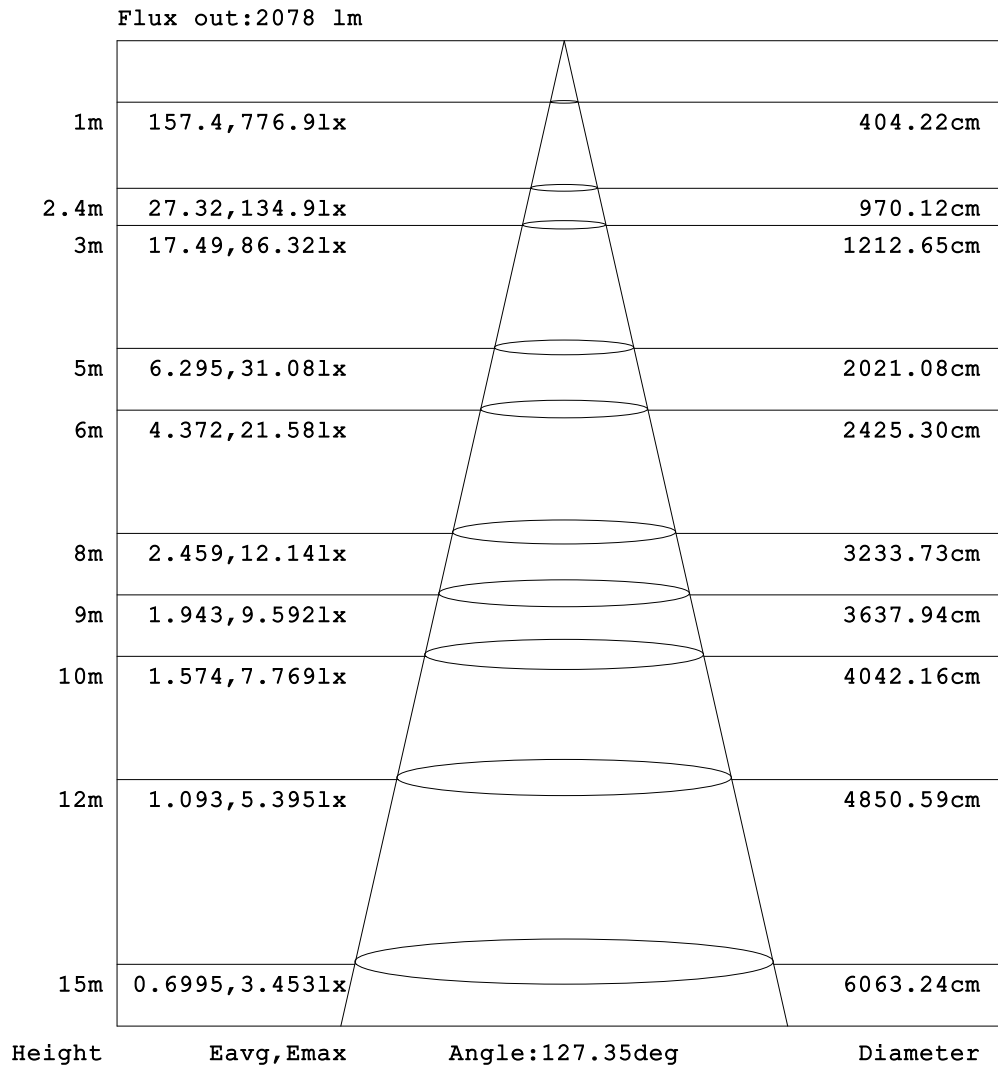 Flux out:2078 lm
1m 157.4,776.9lx 404.22cm
2.4m 27.32,134.9lx 970.12cm
3m 17.49,86.32lx 1212.65cm
5m 6.295,31.08lx 2021.08cm
6m 4.372,21.58lx 2425.30cm
8m 2.459,12.14lx 3233.73cm
9m 1.943,9.592lx 3637.94cm
10m 1.574,7.769lx 4042.16cm
12m 1.093,5.395lx 4850.59cm
15m 0.6995,3.453lx 6063.24cm
Height Eavg,Emax Angle:127.35deg Diameter